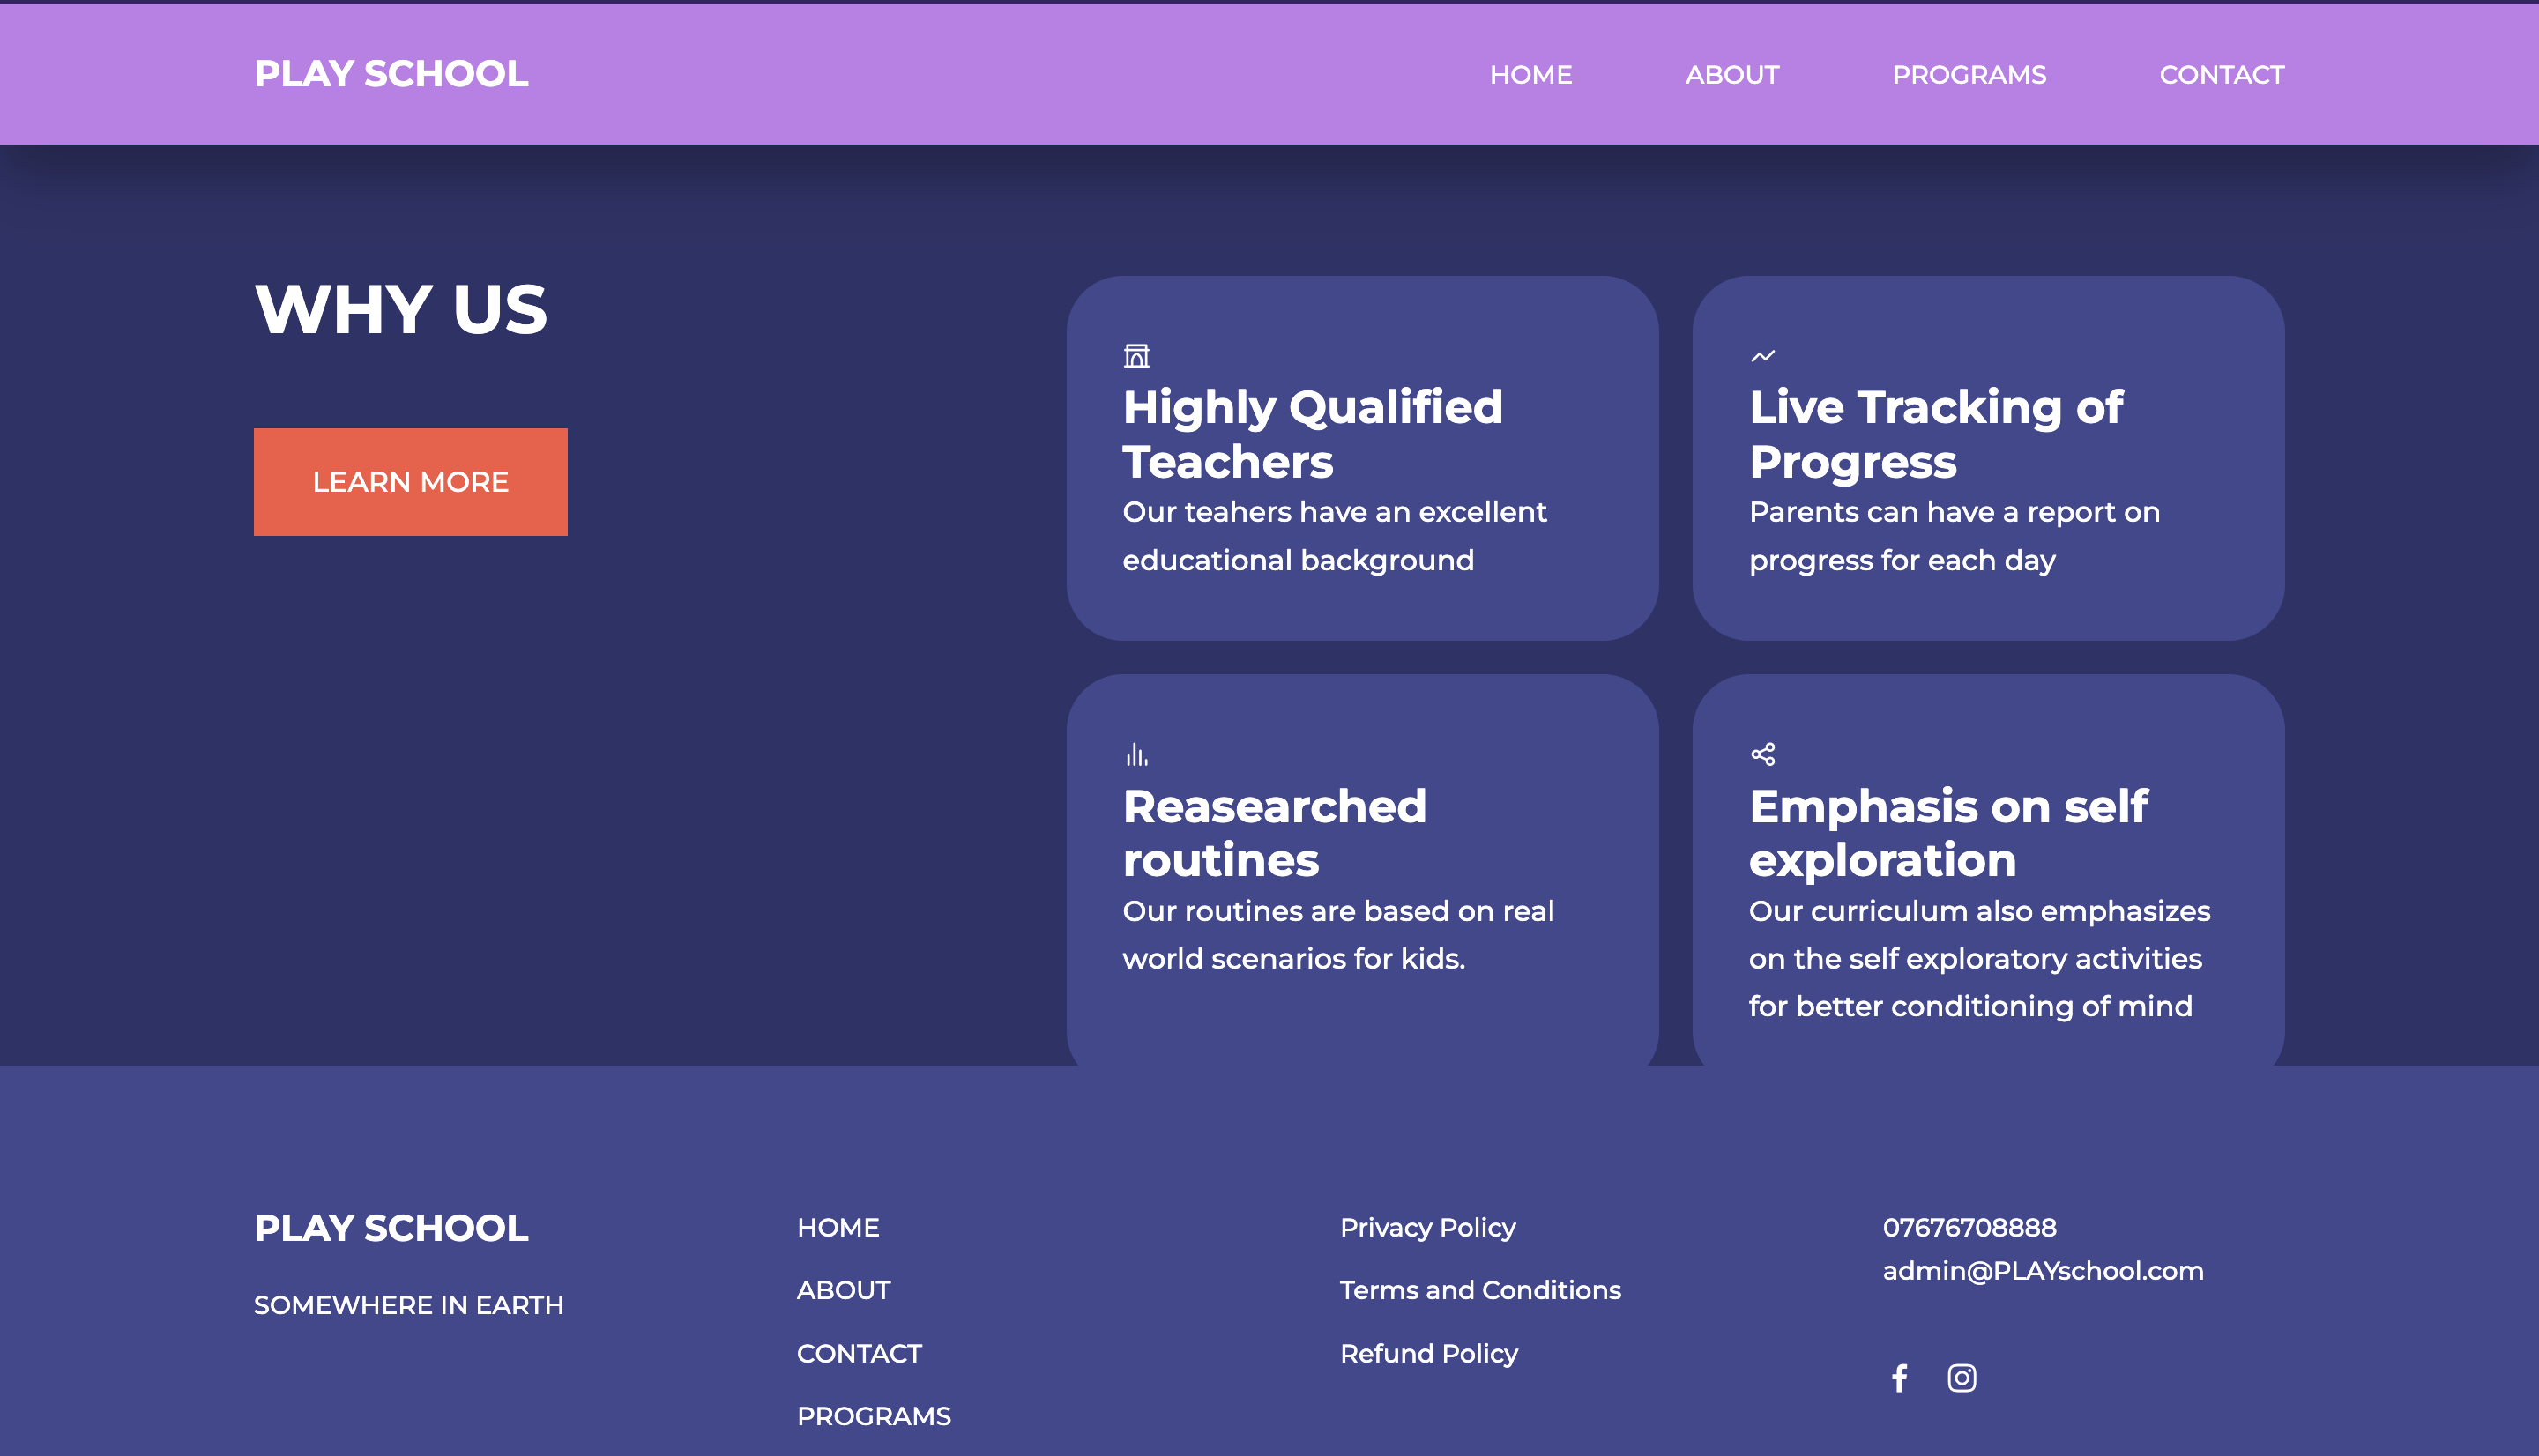 PLAY SCHOOL
HOME
ABOUT
PROGRAMS
CONTACT
WHY US
LEARN MORE
Highly Qualified
Teachers
Our teahers have an excellent
educational background
Live Tracking of
Progress
Parents can have a report on
progress for each day
Reasearched
routines
Our routines are based on real
world scenarios for kids.
Emphasis on self
exploration
Our curriculum also emphasizes
on the self exploratory activities
for better conditioning of mind
PLAY SCHOOL
SOMEWHERE IN EARTH
HOME
ABOUT
CONTACT
PROGRAMS
Privacy Policy
Terms and Conditions
Refund Policy
07676708888
admin@PLAYschool.com